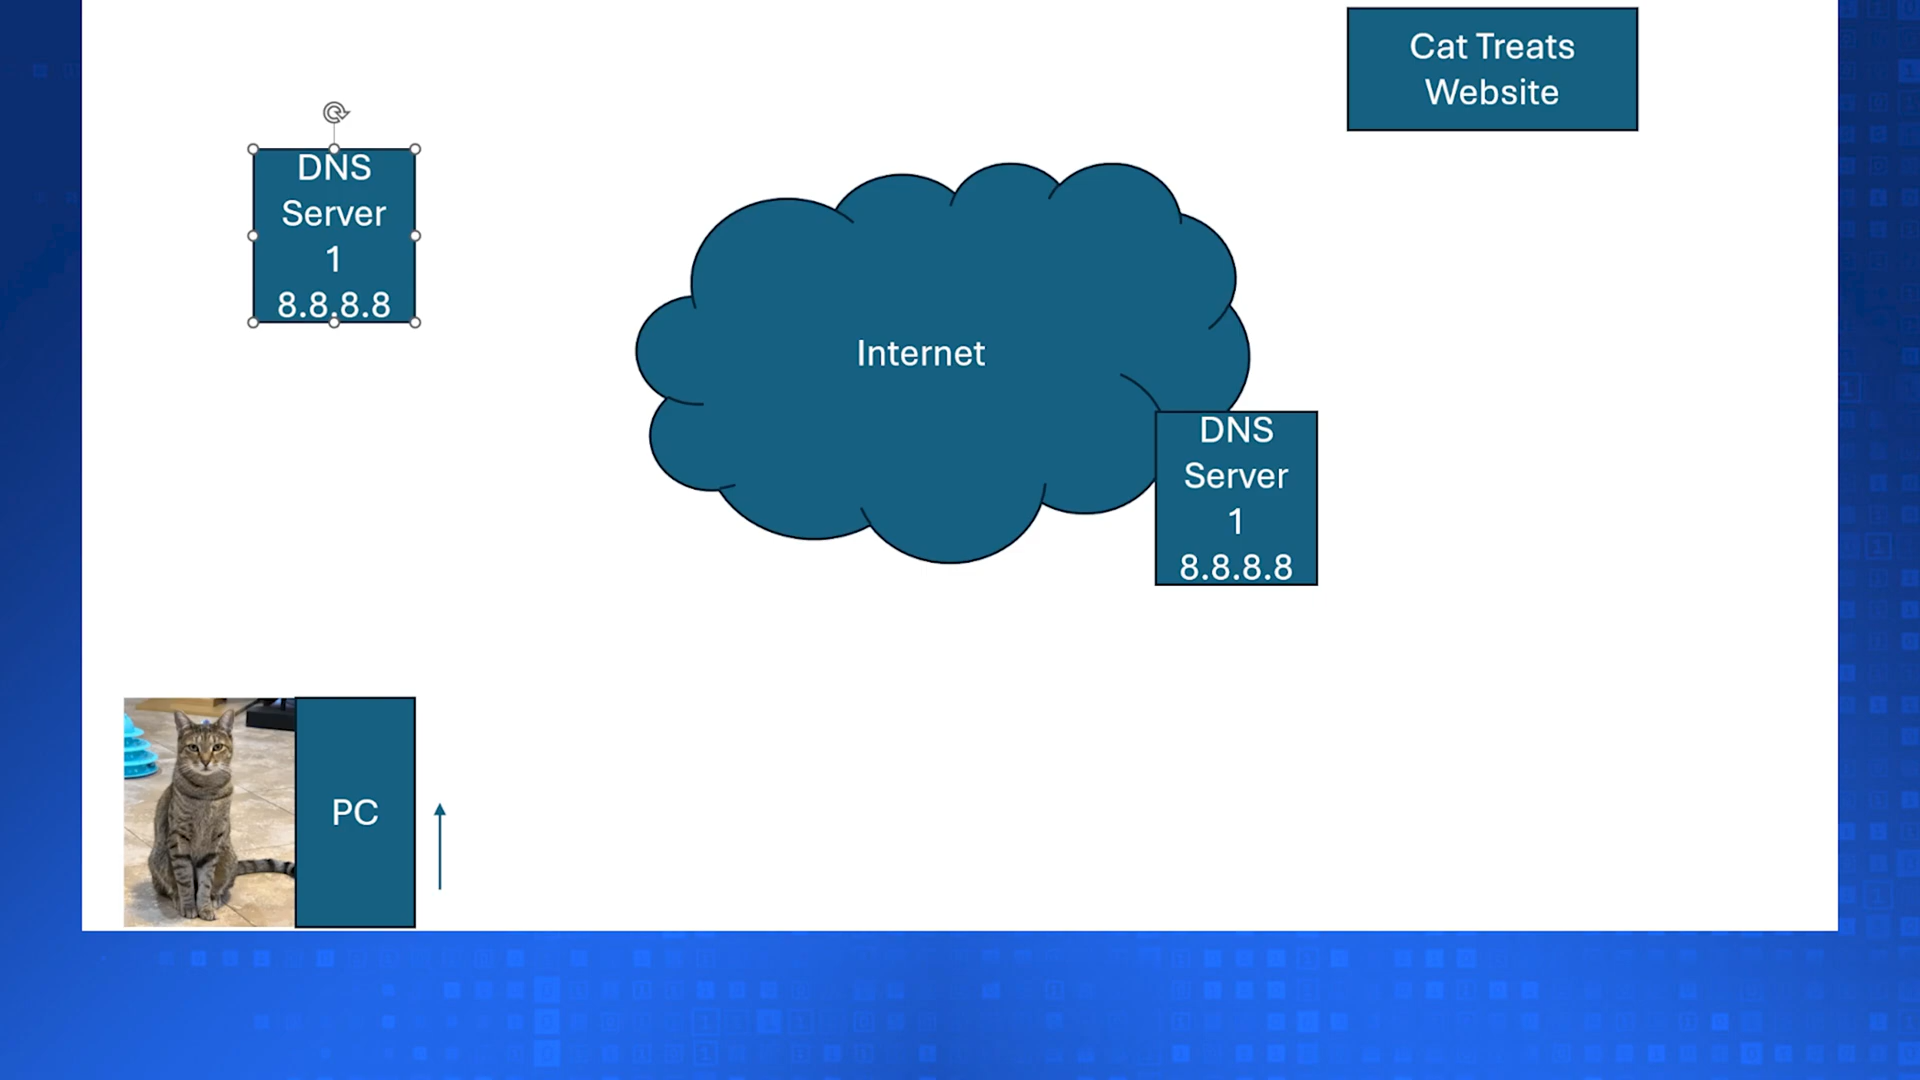 Cat Treats
Website
DNS
Server
1
8.8.8.8
Internet
DNS
Server
1
8.8.8.8
PC